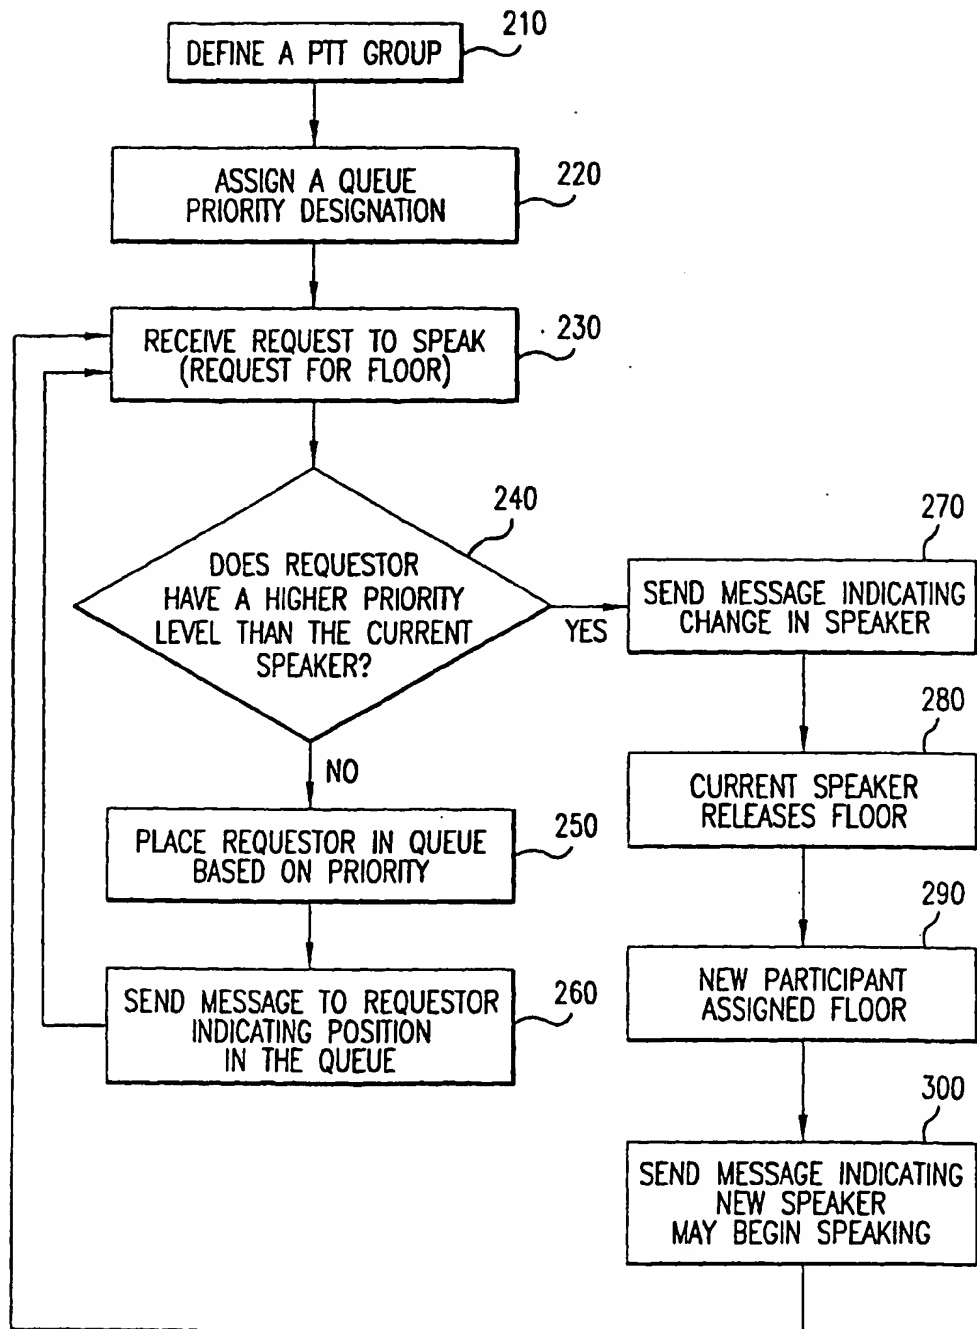 210
DEFINE A PTT GROUP
220
ASSIGN A QUEUE
PRIORITY DESIGNATION
230
RECEIVE REQUEST TO SPEAK
(REQUEST FOR FLOOR)
240
DOES REQUESTOR
HAVE A HIGHER PRIORITY
LEVEL THAN THE CURRENT
SPEAKER?
YES
NO
250
PLACE REQUESTOR IN QUEUE
BASED ON PRIORITY
260
SEND MESSAGE TO REQUESTOR
INDICATING POSITION
IN THE QUEUE
270
SEND MESSAGE INDICATING
CHANGE IN SPEAKER
280
CURRENT SPEAKER
RELEASES FLOOR
290
NEW PARTICIPANT
ASSIGNED FLOOR
300
SEND MESSAGE INDICATING
NEW SPEAKER
MAY BEGIN SPEAKING